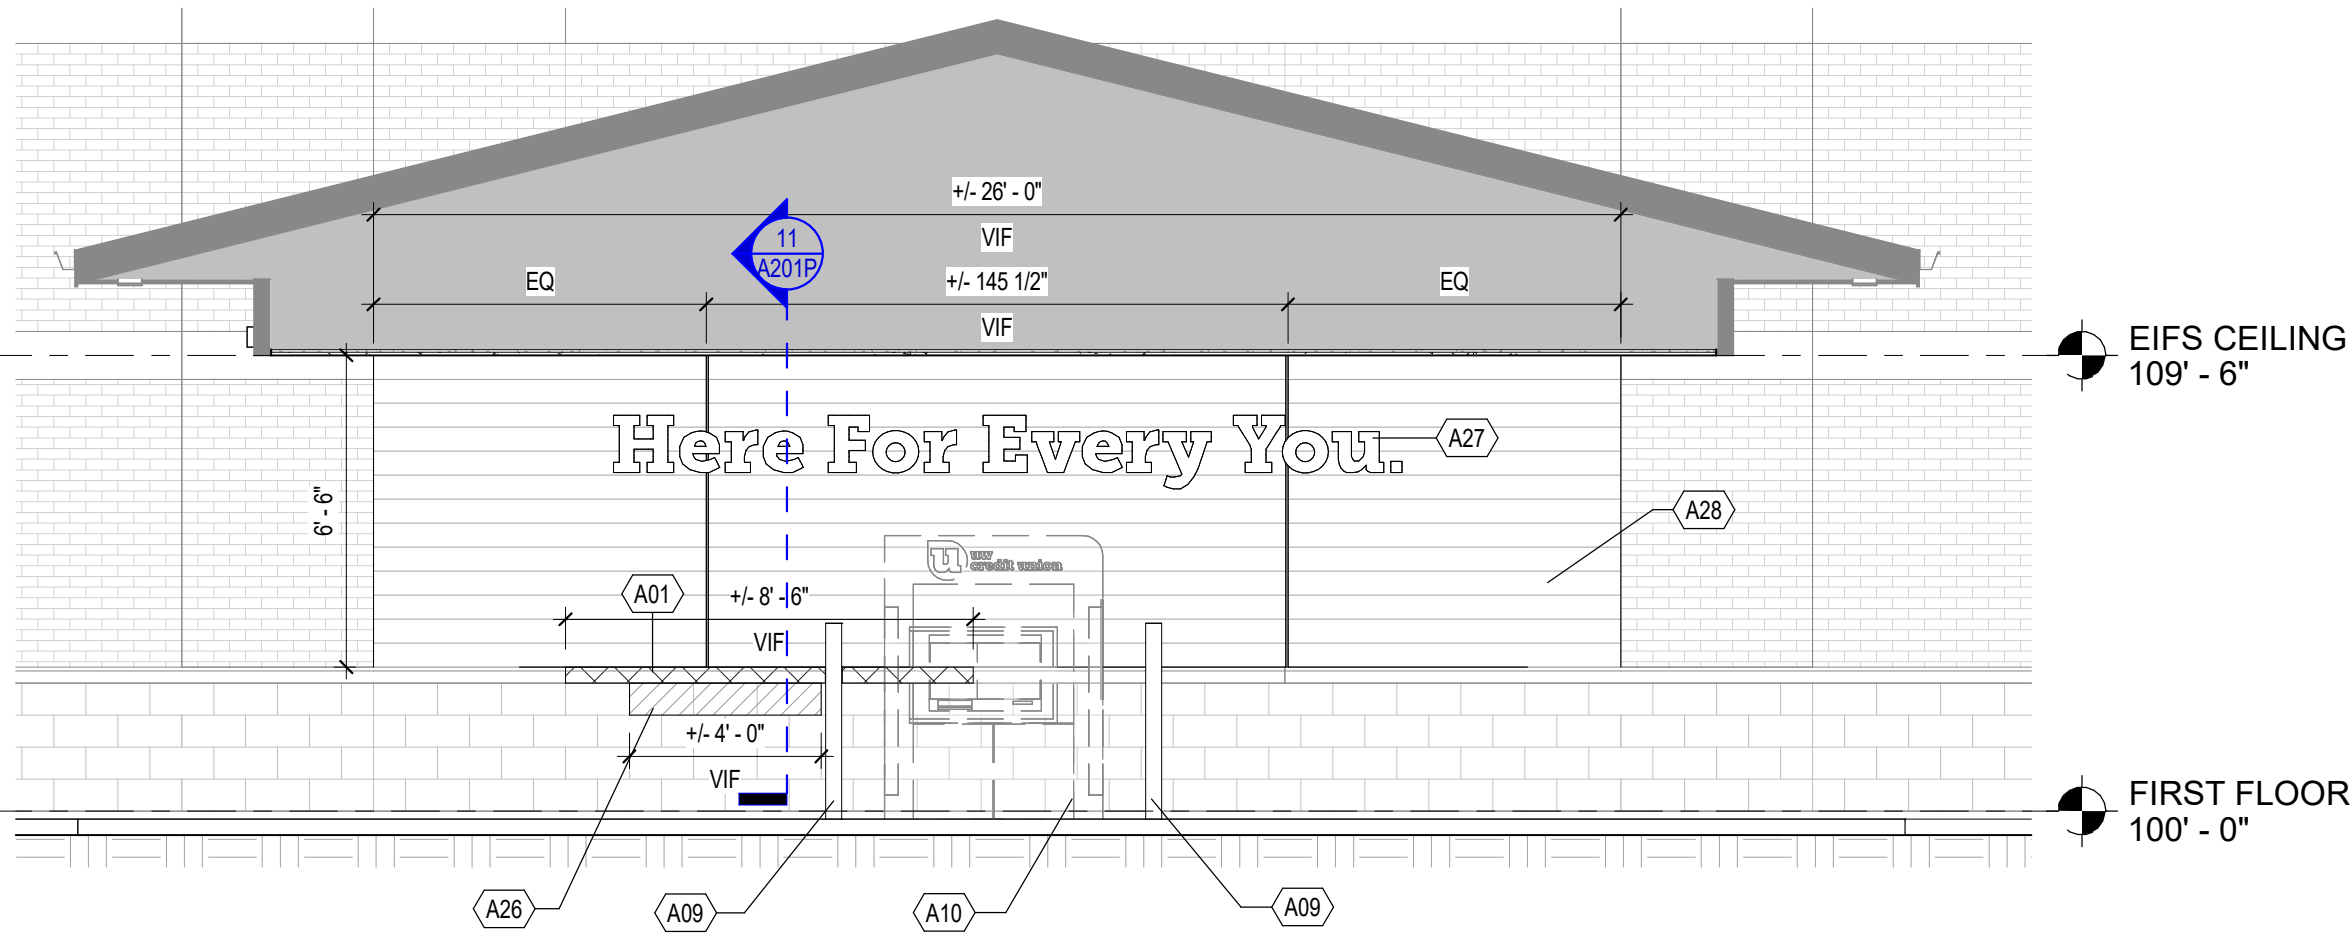 +/- 26' - 0"
VIF
11
A201P
EQ
+/- 145 1/2"
EQ
VIF
EIFS CEILING
109' - 6"
Here For Every You.
A27
6' - 6"
A28
uw
credit union
u
A01
+/- 8' - 6"
VIF
+/- 4' - 0"
VIF
FIRST FLOOR
100' - 0"
A26
A09
A10
A09